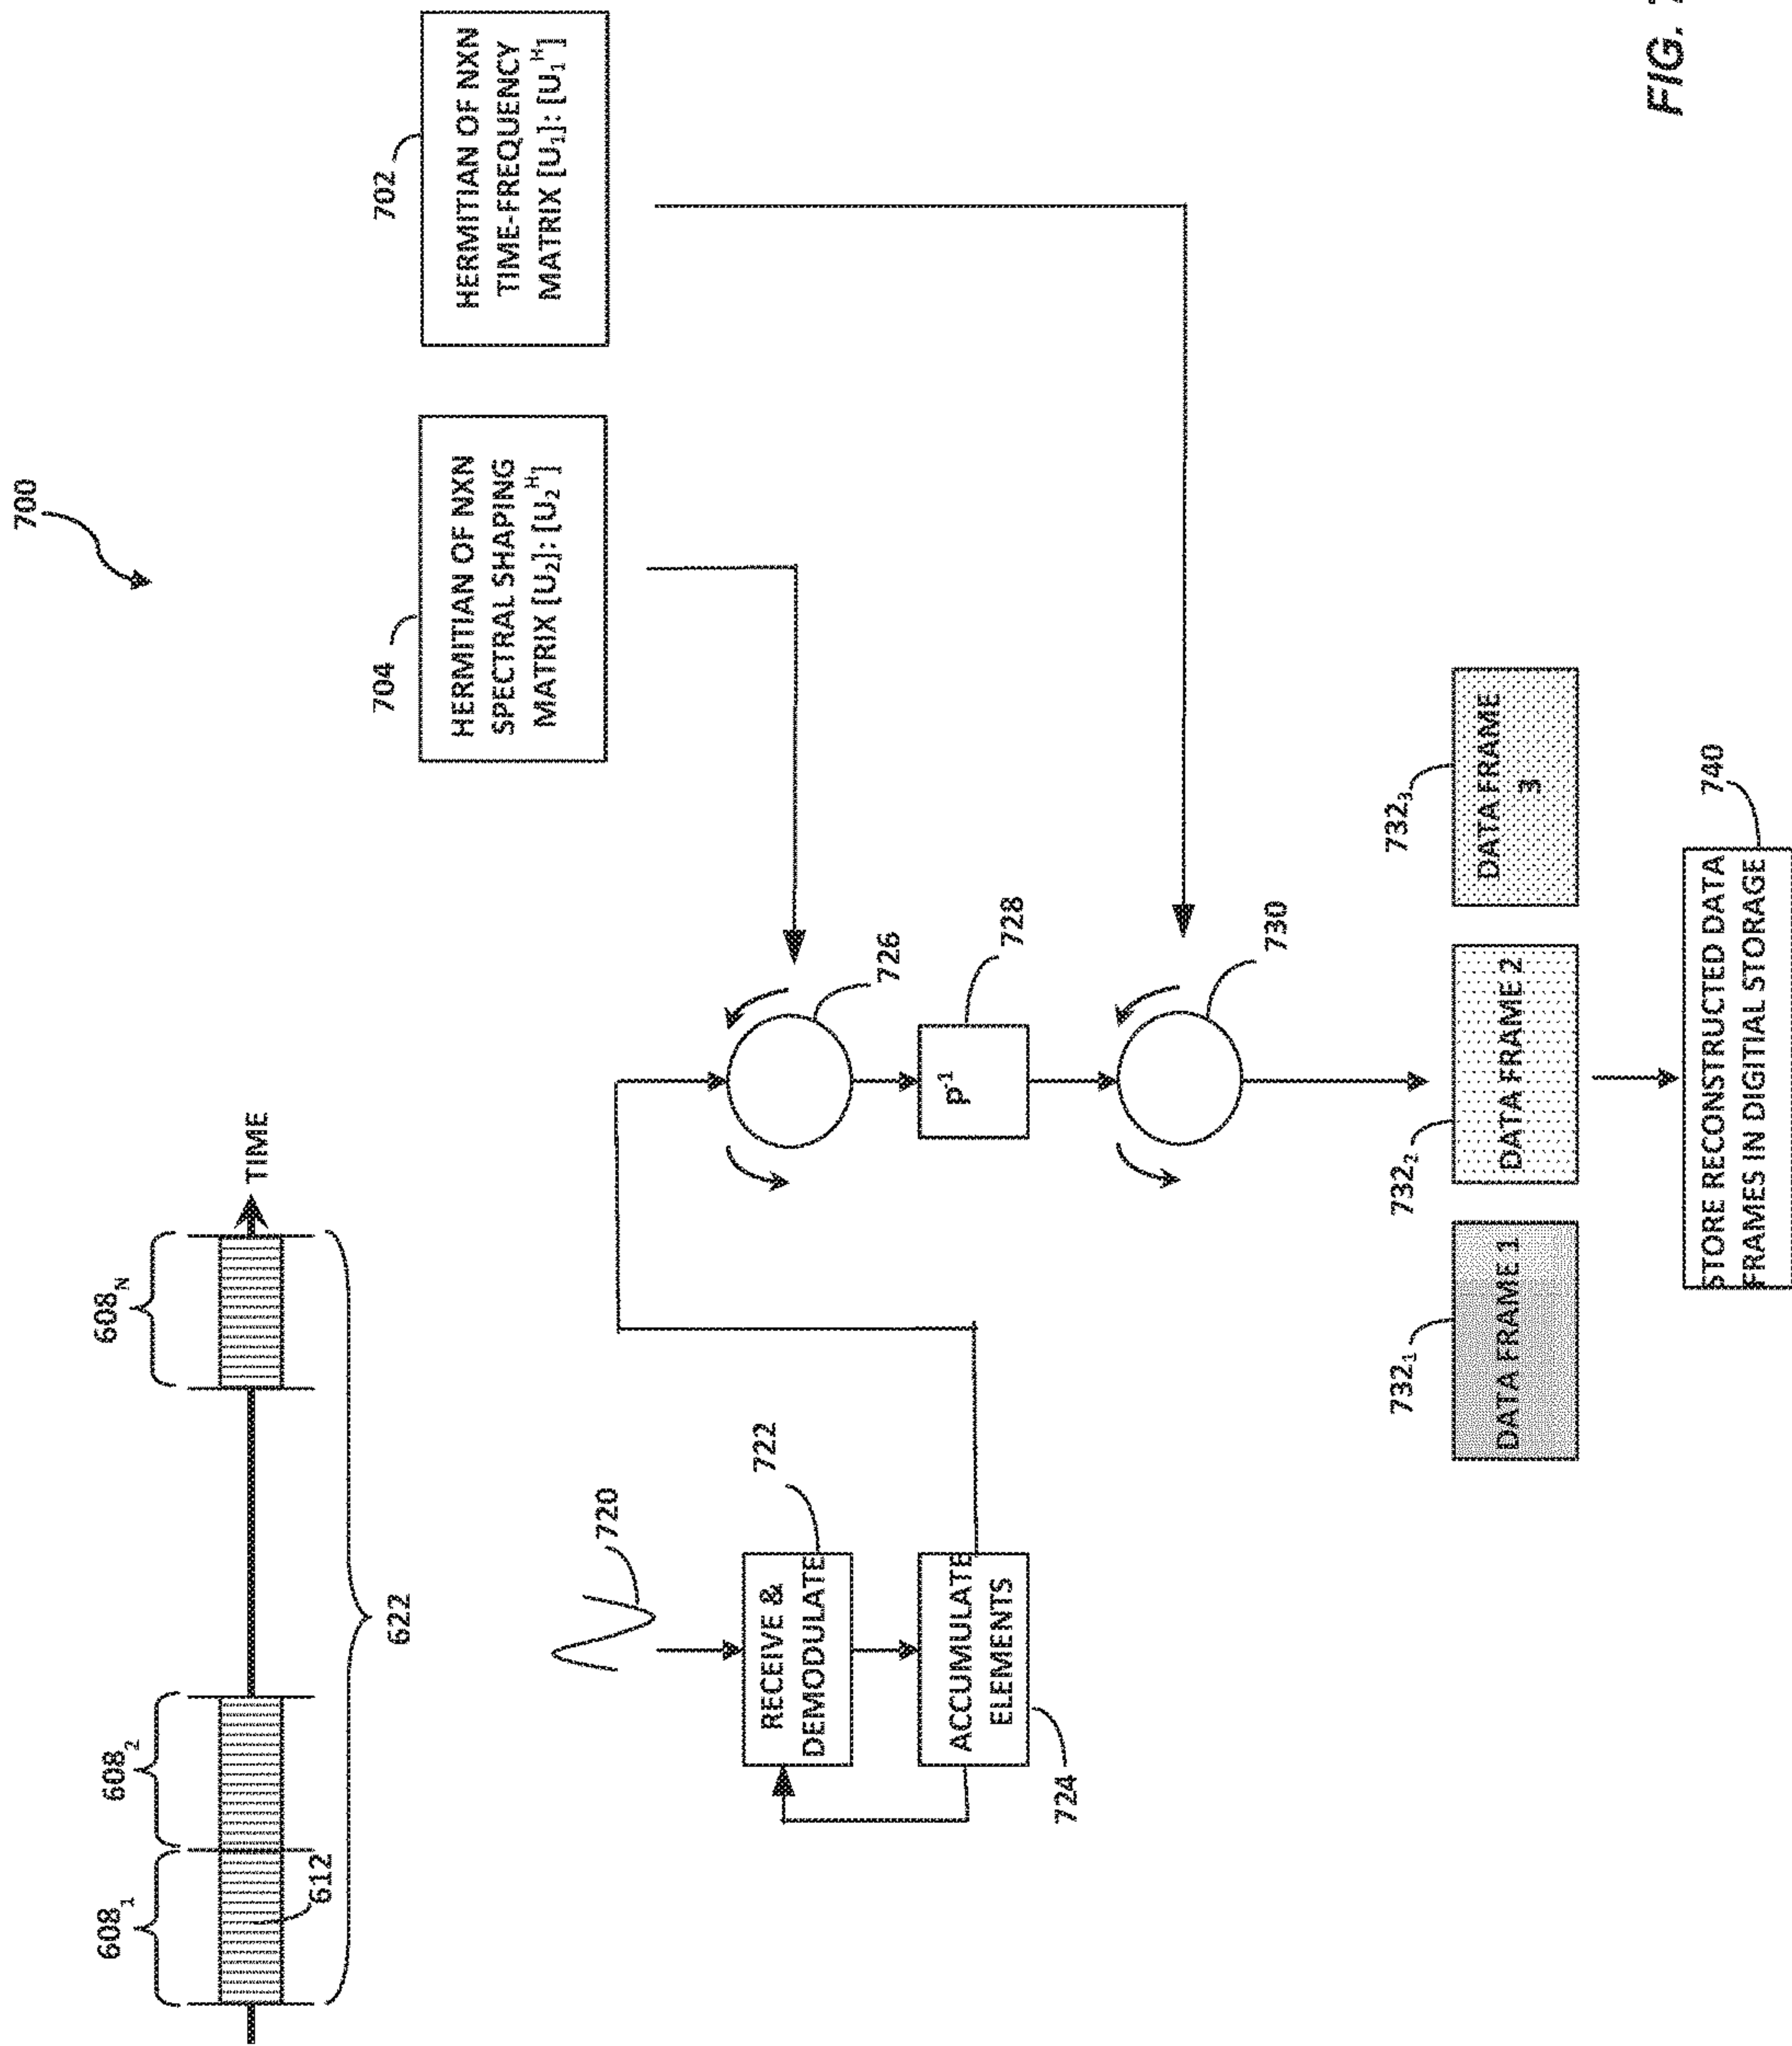 700
608₁
608₂
608_N
TIME
612
622
704
HERMITIAN OF NXN
SPECTRAL SHAPING
MATRIX [U₂]: [U₂ᴴ]
702
HERMITIAN OF NXN
TIME-FREQUENCY
MATRIX [U₁]: [U₁ᴴ]
720
722
RECEIVE &
DEMODULATE
ACCUMULATE
ELEMENTS
724
726
P⁻¹
728
730
732₁
DATA FRAME 1
732₂
DATA FRAME 2
732₃
DATA FRAME
3
740
STORE RECONSTRUCTED DATA
FRAMES IN DIGITIAL STORAGE
FIG.